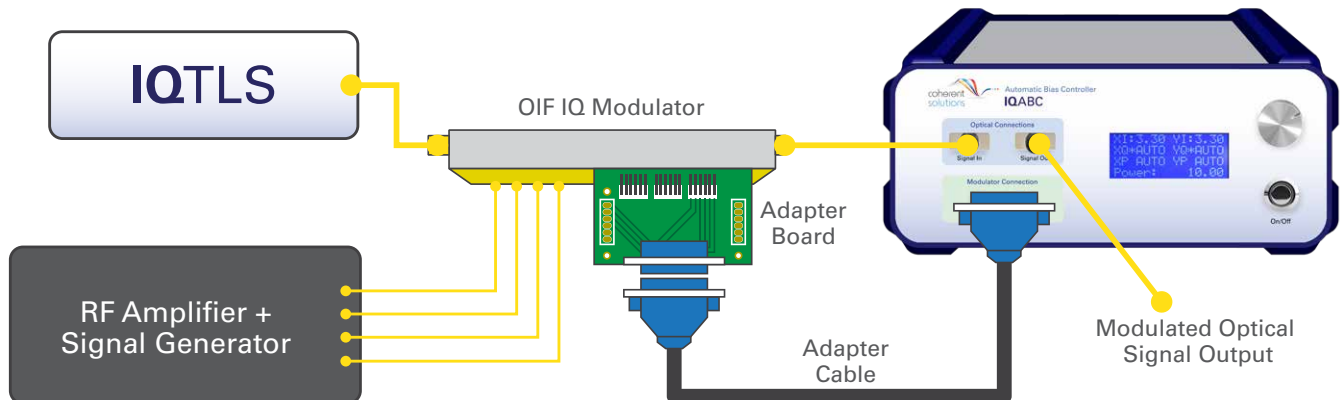 IQTLS
OIF IQ Modulator
Adapter
Board
RF Amplifier +
Signal Generator
Adapter
Cable
coherent
solutions
Automatic Bias Controller
IQABC
Optical Connections
Signal In
Signal Out
Modulator Connection
XI:3.30 YI:3.30
XQ*AUTO YQ*AUTO
XP AUTO YP AUTO
Power: 10.00
On/Off
Modulated Optical
Signal Output